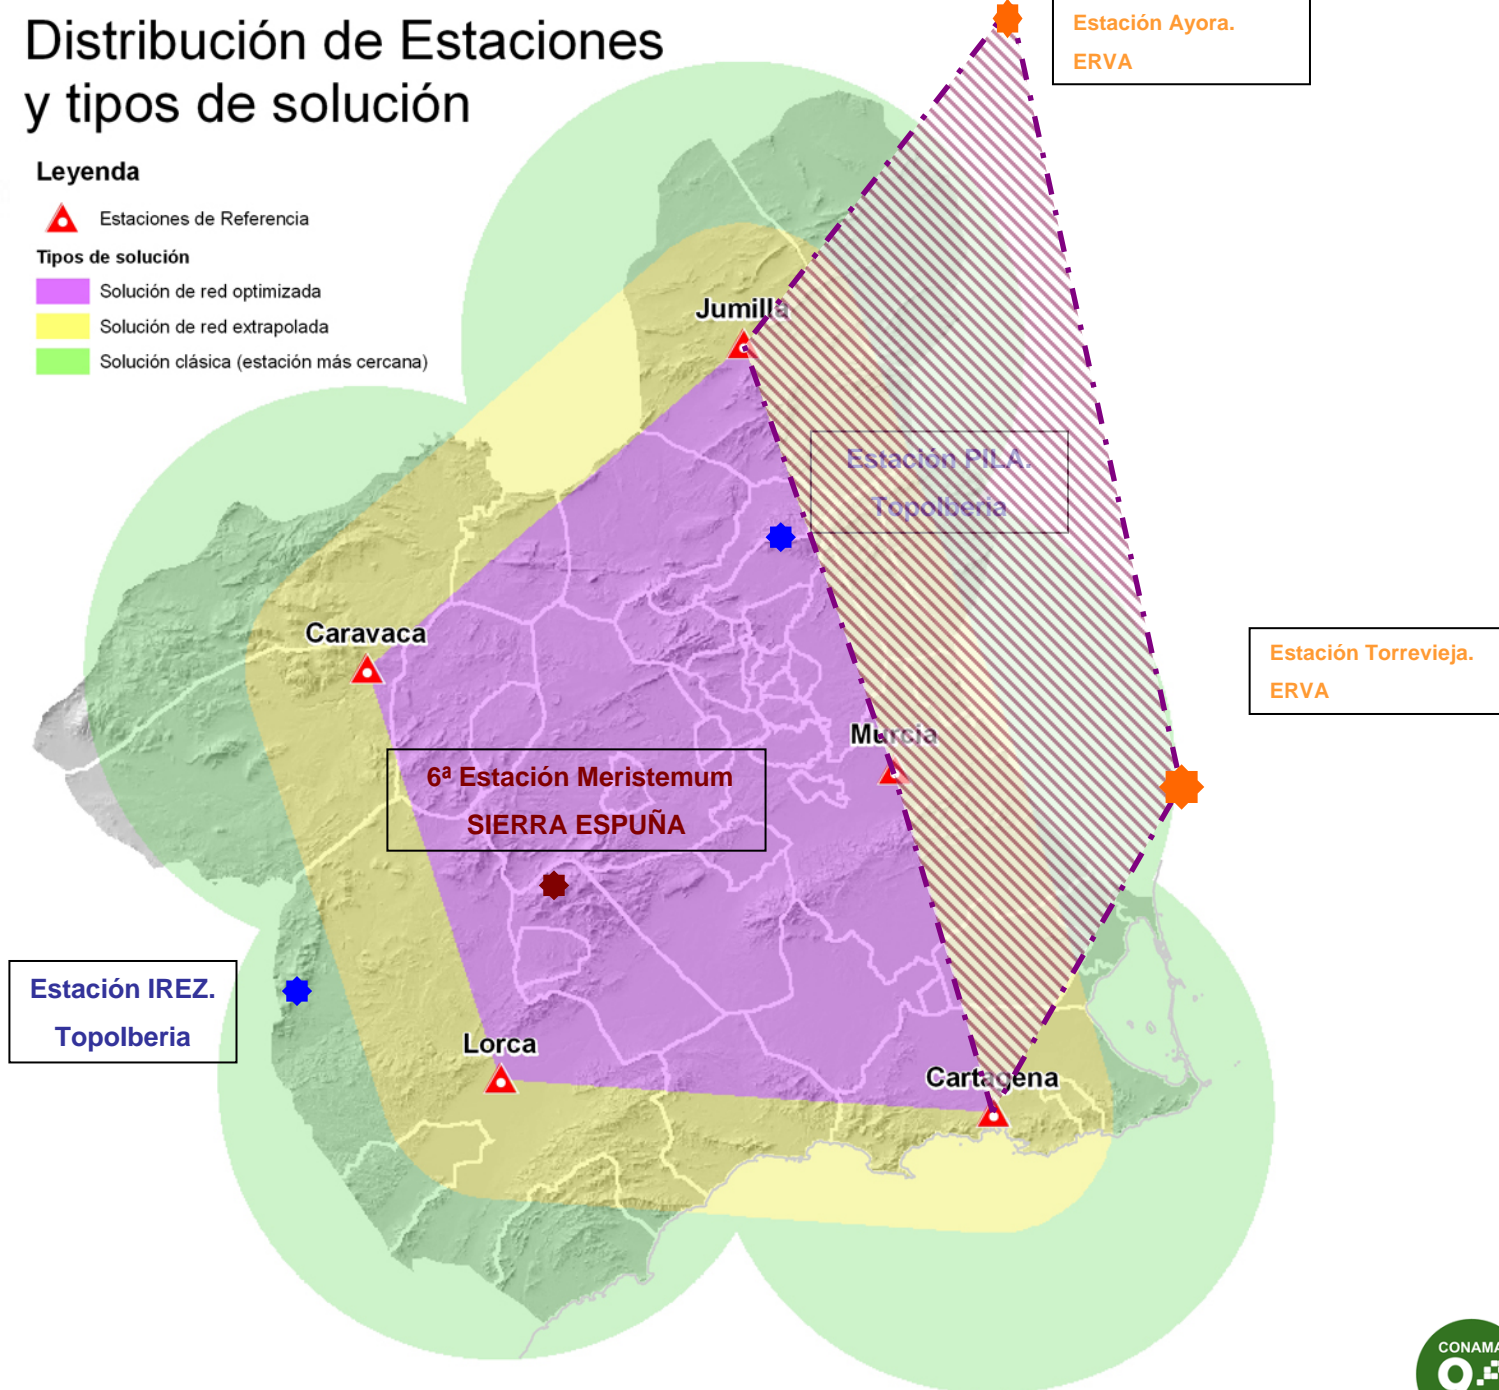 Distribución de Estaciones
y tipos de solución
Leyenda
Estaciones de Referencia
Tipos de solución
Solución de red optimizada
Solución de red extrapolada
Solución clásica (estación más cercana)
Estación Ayora.
ERVA
Jumilla
Estación PILA.
TopoIberia
Caravaca
Estación Torrevieja.
ERVA
Murcia
6ª Estación Meristemum
SIERRA ESPUÑA
Estación IREZ.
TopoIberia
Lorca
Cartagena
CONAMA